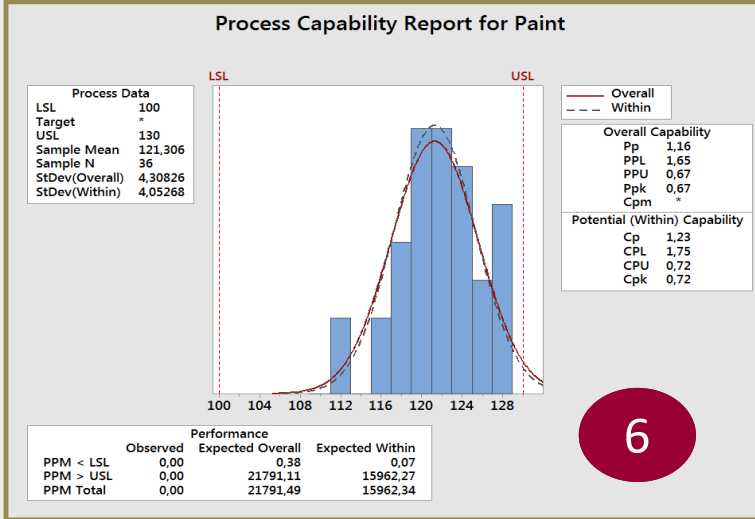 Process Capability Report for Paint
LSL USL
Process Data
LSL 100
Target *
USL 130
Sample Mean 121,306
Sample N 36
StDev(Overall) 4,30826
StDev(Within) 4,05268
Overall
Within
Overall Capability
Pp 1,16
PPL 1,65
PPU 0,67
Ppk 0,67
Cpm *
Potential (Within) Capability
Cp 1,23
CPL 1,75
CPU 0,72
Cpk 0,72
100 104 108 112 116 120 124 128
Performance
Observed Expected Overall Expected Within
PPM < LSL 0,00 0,38 0,07
PPM > USL 0,00 21791,11 15962,27
PPM Total 0,00 21791,49 15962,34
6